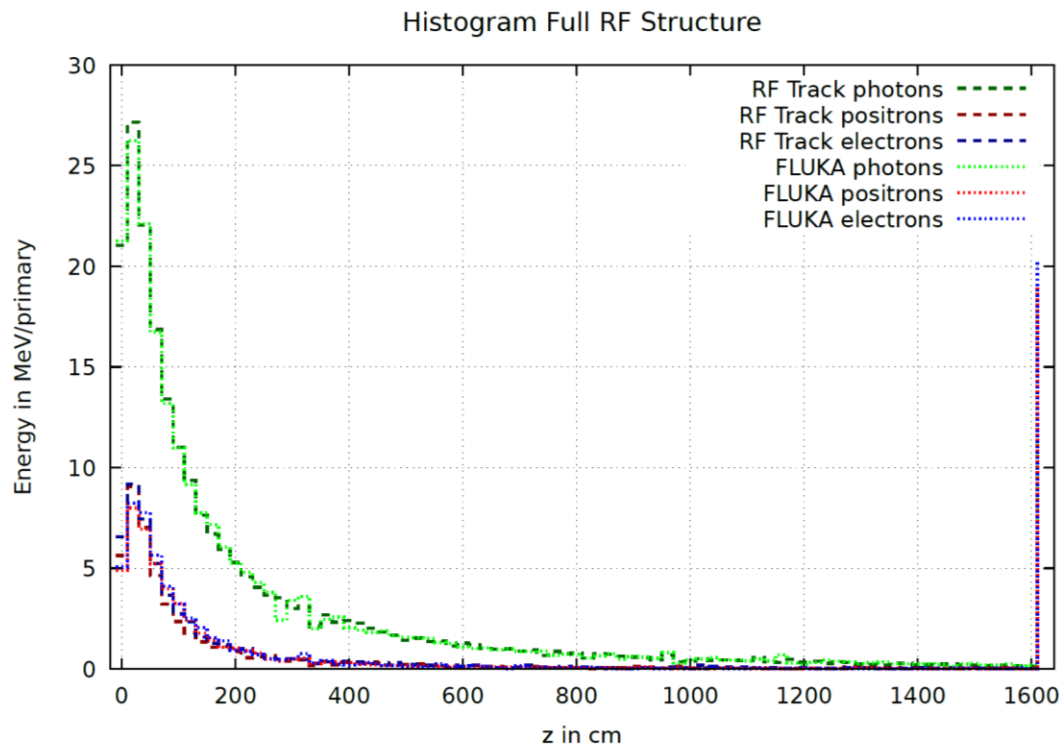 Histogram Full RF Structure
30
25
20
15
10
5
0
Energy in MeV/primary
RF Track photons
RF Track positrons
RF Track electrons
FLUKA photons
FLUKA positrons
FLUKA electrons
0 200 400 600 800 1000 1200 1400 1600
z in cm